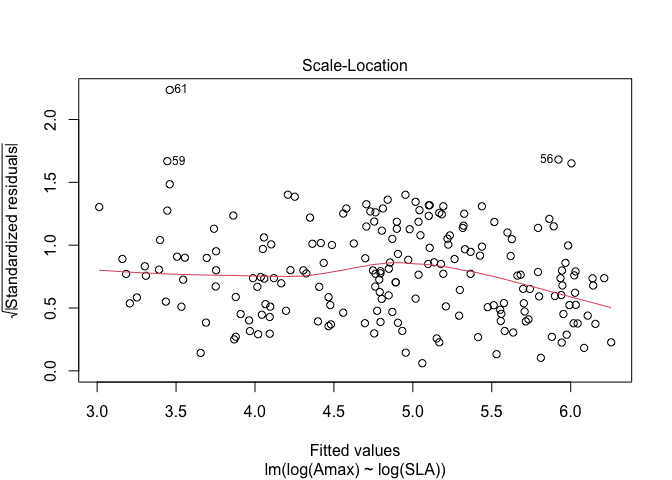 Scale-Location
61
59
56
√|Standardized residuals|
0.0 0.5 1.0 1.5 2.0
3.0 3.5 4.0 4.5 5.0 5.5 6.0
Fitted values
lm(log(Amax) ~ log(SLA))